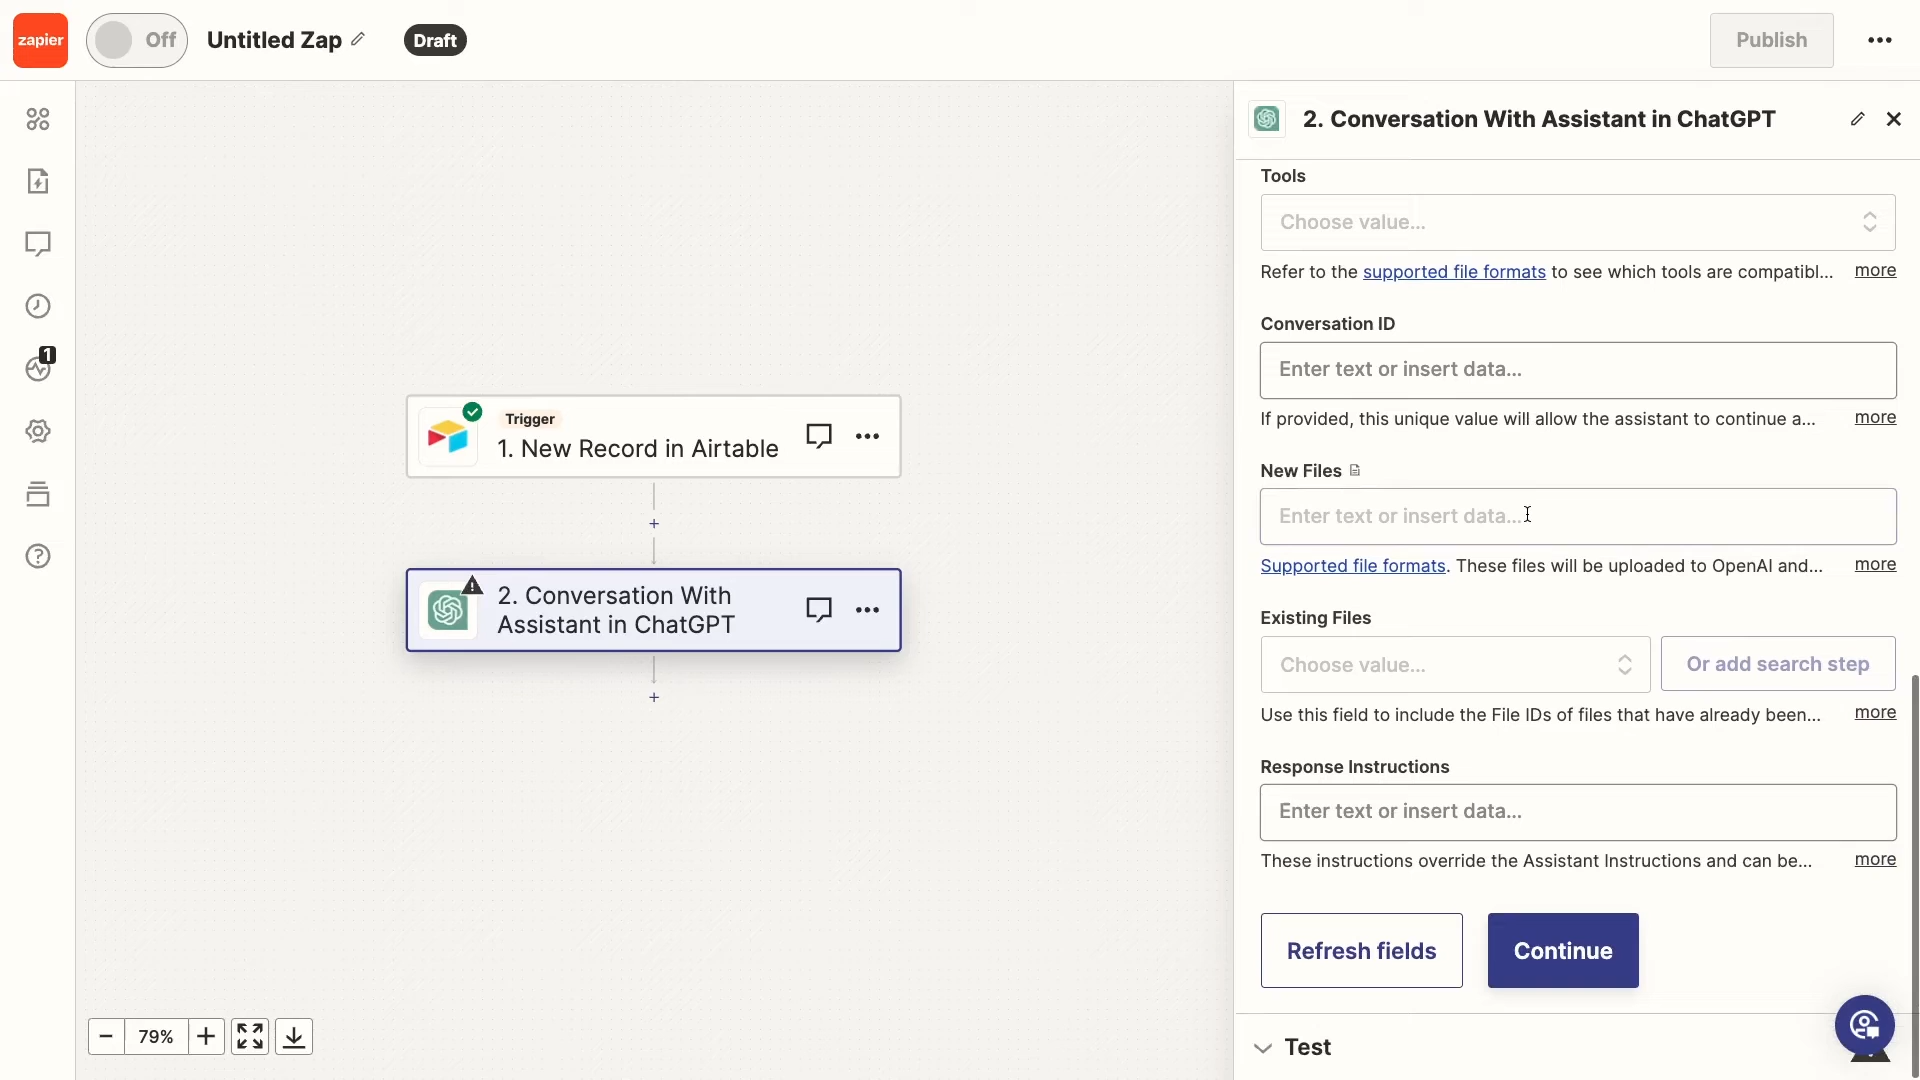 zapier
Off
Untitled Zap
Draft
Publish
2. Conversation With Assistant in ChatGPT
Tools
Choose value...
Refer to the supported file formats to see which tools are compatibl... more
Conversation ID
Enter text or insert data...
If provided, this unique value will allow the assistant to continue a... more
New Files
Enter text or insert data...
Supported file formats. These files will be uploaded to OpenAI and... more
Existing Files
Choose value...
Or add search step
Use this field to include the File IDs of files that have already been... more
Response Instructions
Enter text or insert data...
These instructions override the Assistant Instructions and can be... more
Refresh fields
Continue
Test
1
Trigger
1. New Record in Airtable
2. Conversation With
Assistant in ChatGPT
79%